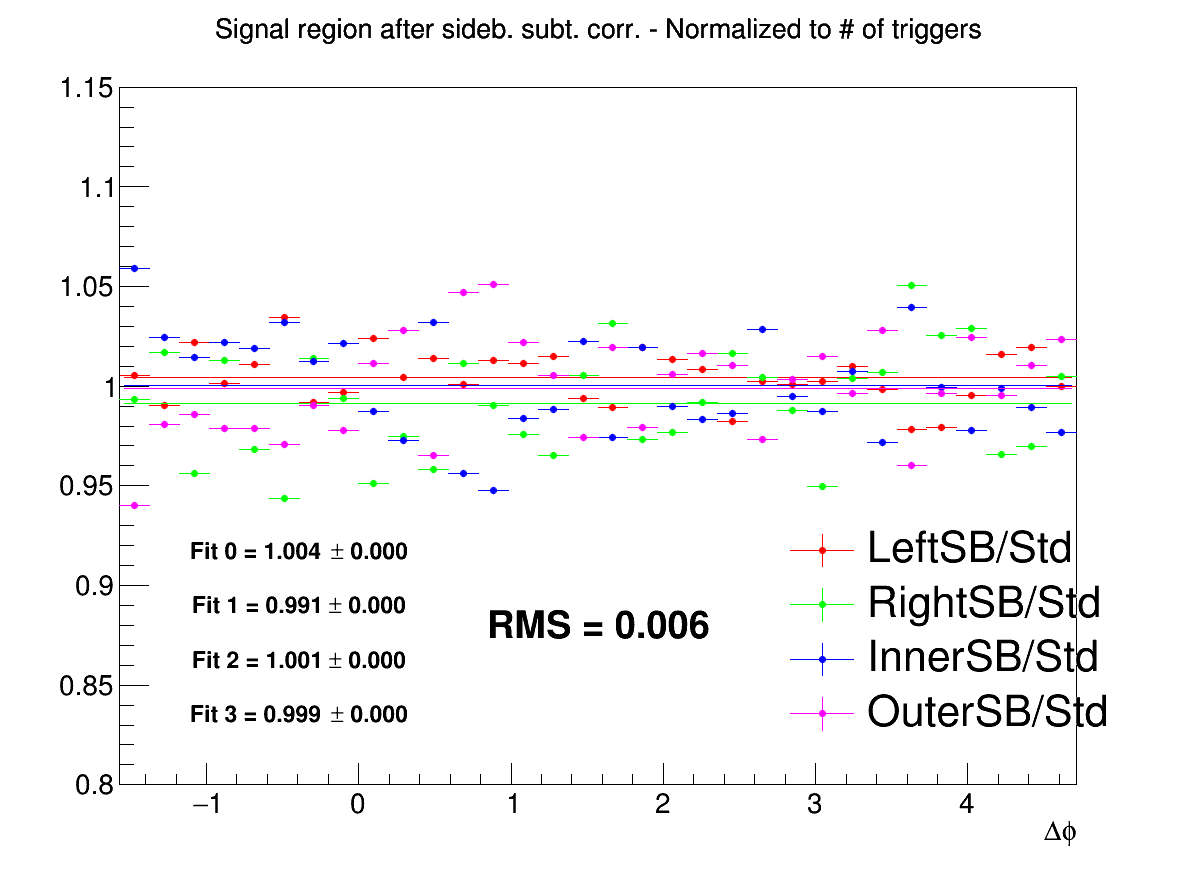 Signal region after sideb. subt. corr. - Normalized to # of triggers
1.15
1.1
1.05
1
0.95
0.9
0.85
0.8
Fit 0 = 1.004 ± 0.000
Fit 1 = 0.991 ± 0.000
Fit 2 = 1.001 ± 0.000
Fit 3 = 0.999 ± 0.000
RMS = 0.006
LeftSB/Std
RightSB/Std
InnerSB/Std
OuterSB/Std
−1 0 1 2 3 4
Δϕ